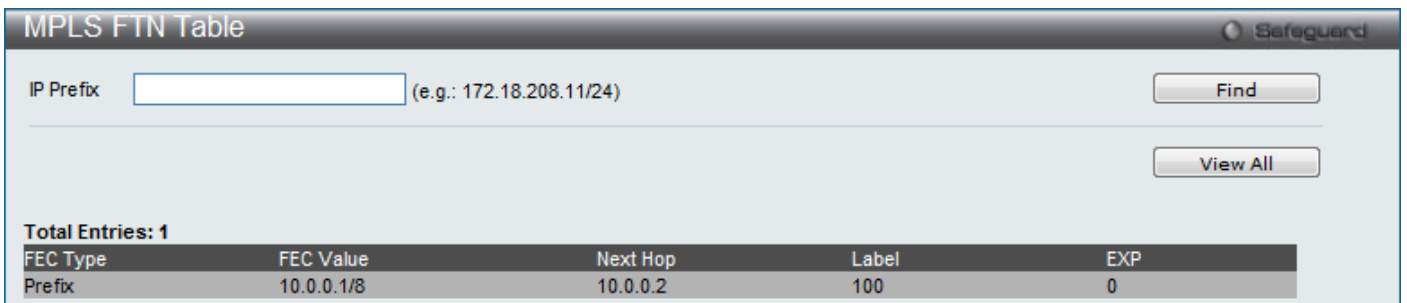 MPLS FTN Table
Safeguard
IP Prefix (e.g.: 172.18.208.11/24) Find
View All
Total Entries: 1
FEC Type FEC Value Next Hop Label EXP
Prefix 10.0.0.1/8 10.0.0.2 100 0